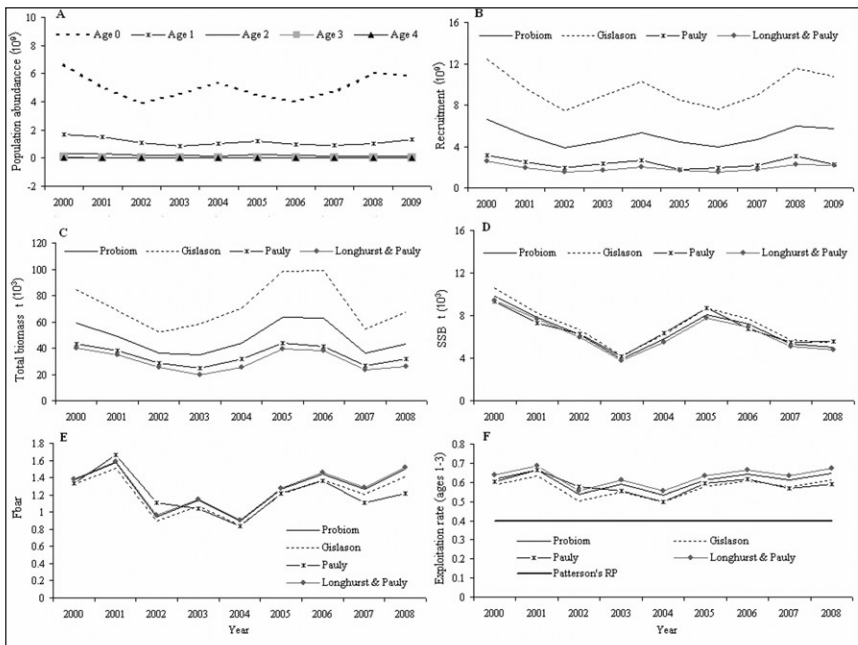 A
Age 0 Age 1 Age 2 Age 3 Age 4
Population abundancce (10⁹)
10
8
6
4
2
0
-2
2000 2001 2002 2003 2004 2005 2006 2007 2008 2009
B
Probiom Gislason Pauly Longhurst & Pauly
Recruitment (10⁹)
16
12
8
4
0
2000 2001 2002 2003 2004 2005 2006 2007 2008 2009
C
Probiom Gislason Pauly Longhurst & Pauly
Total biomass t (10³)
120
100
80
60
40
20
0
2000 2001 2002 2003 2004 2005 2006 2007 2008
D
Probiom Gislason Pauly Longhurst & Pauly
SSB t (10³)
16
12
8
4
0
2000 2001 2002 2003 2004 2005 2006 2007 2008
E
Fbar
1.8
1.6
1.4
1.2
1
0.8
0.6
0.4
0.2
0
Probiom
Gislason
Pauly
Longhurst & Pauly
2000 2001 2002 2003 2004 2005 2006 2007 2008
Year
F
Exploitation rate (ages 1-3)
0.9
0.8
0.7
0.6
0.5
0.4
0.3
0.2
0.1
0
Probiom Gislason
Pauly Longhurst & Pauly
Patterson's RP
2000 2001 2002 2003 2004 2005 2006 2007 2008
Year